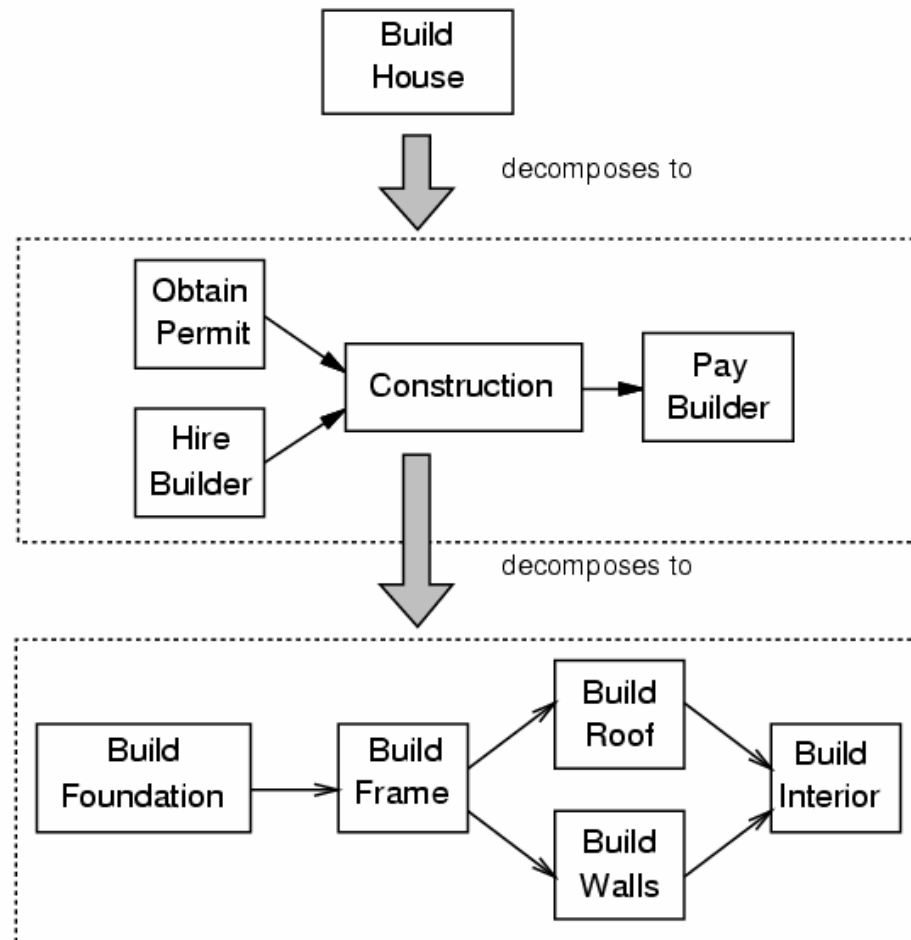 Build
House
decomposes to
Obtain
Permit
Hire
Builder
Construction
Pay
Builder
decomposes to
Build
Foundation
Build
Frame
Build
Roof
Build
Walls
Build
Interior